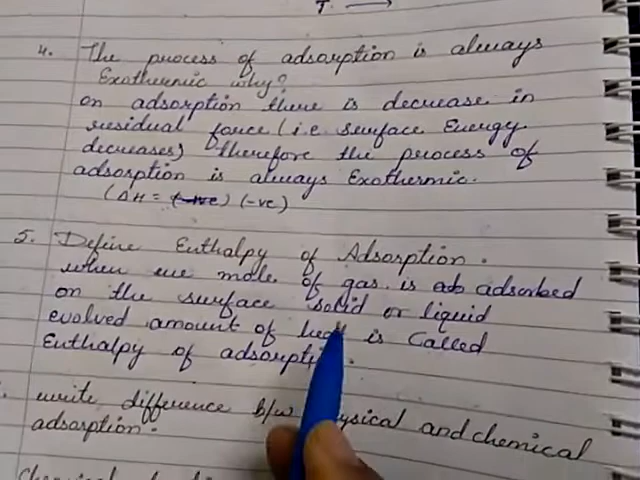 T. →
4. The process of adsorption is always
Exothermic why?
on adsorption there is decrease in
residual force (i.e surface Energy
decreases) therefore the process of
adsorption is always Exothermic.
(ΔH = +ve) (-ve)
5. Define Enthalpy of Adsorption.
when one mole of gas is ab adsorbed
on the surface solid or liquid
evolved amount of heat is Called
Enthalpy of adsorption.
write difference b/w physical and chemical
adsorption.